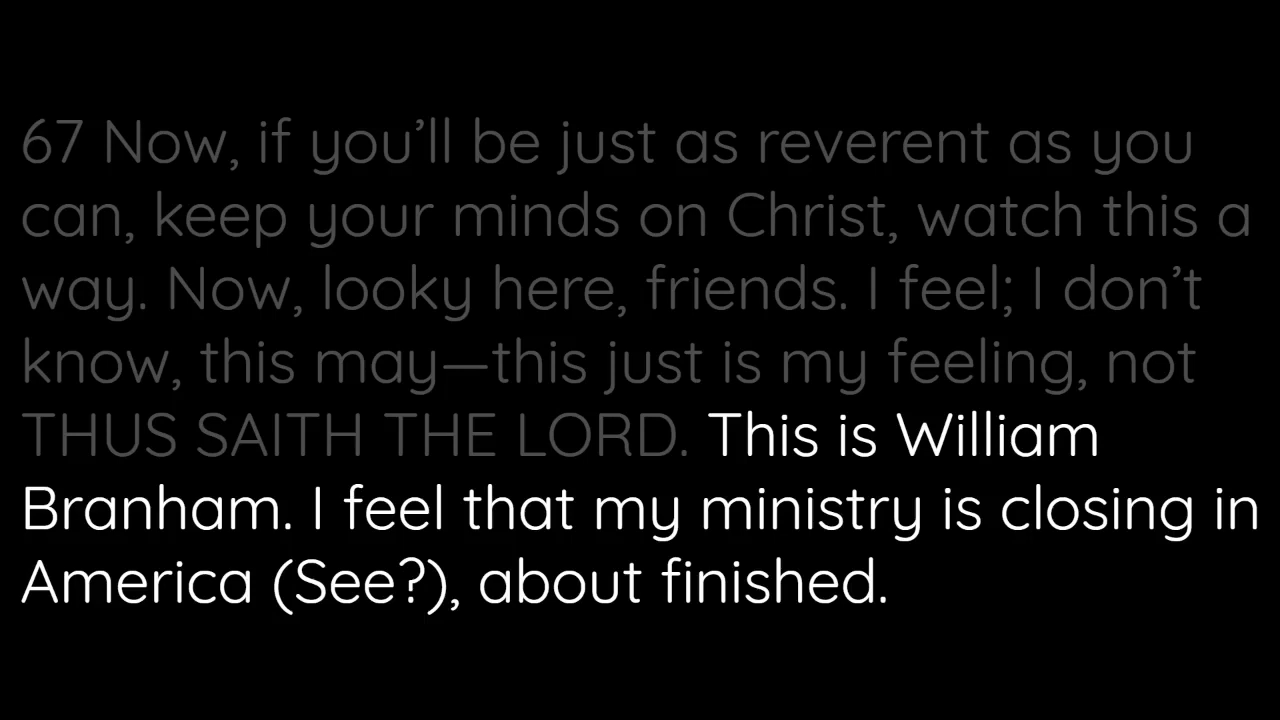 67 Now, if you’ll be just as reverent as you
can, keep your minds on Christ, watch this a
way. Now, looky here, friends. I feel; I don’t
know, this may—this just is my feeling, not
THUS SAITH THE LORD. This is William
Branham. I feel that my ministry is closing in
America (See?), about finished.